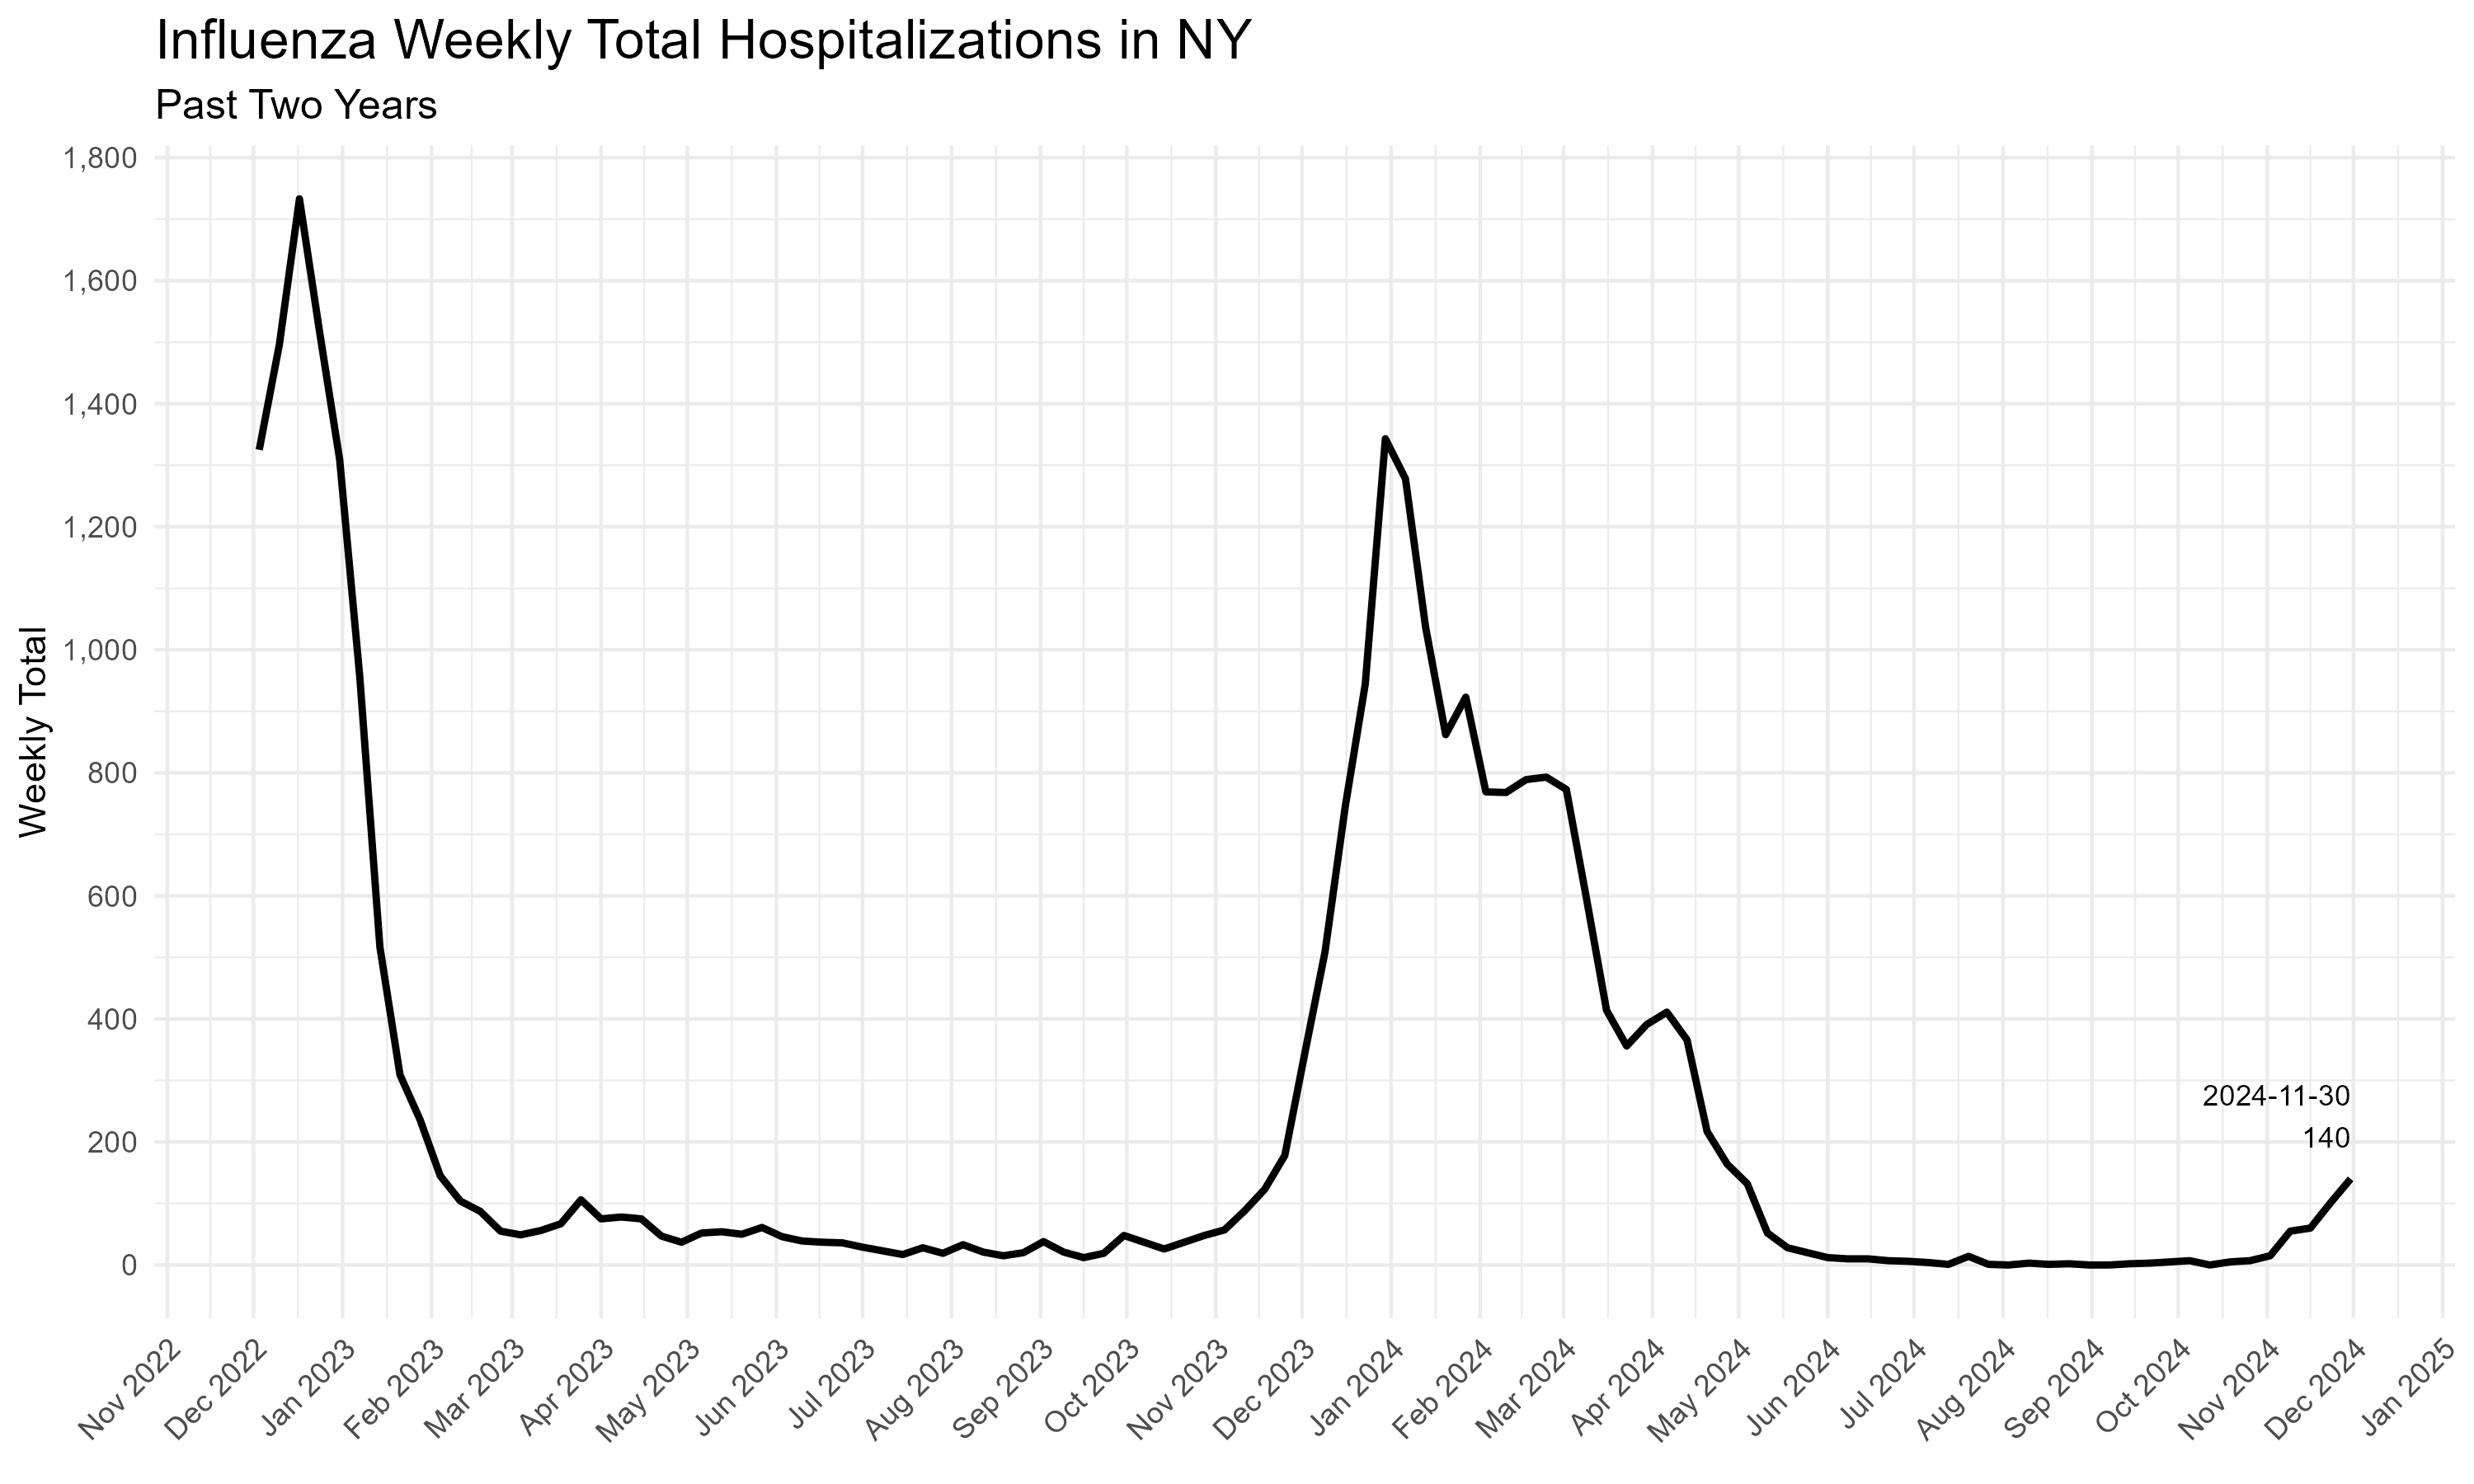 Influenza Weekly Total Hospitalizations in NY
Past Two Years
Weekly Total
1,800
1,600
1,400
1,200
1,000
800
600
400
200
0
2024-11-30
140
Nov 2022
Dec 2022
Jan 2023
Feb 2023
Mar 2023
Apr 2023
May 2023
Jun 2023
Jul 2023
Aug 2023
Sep 2023
Oct 2023
Nov 2023
Dec 2023
Jan 2024
Feb 2024
Mar 2024
Apr 2024
May 2024
Jun 2024
Jul 2024
Aug 2024
Sep 2024
Oct 2024
Nov 2024
Dec 2024
Jan 2025